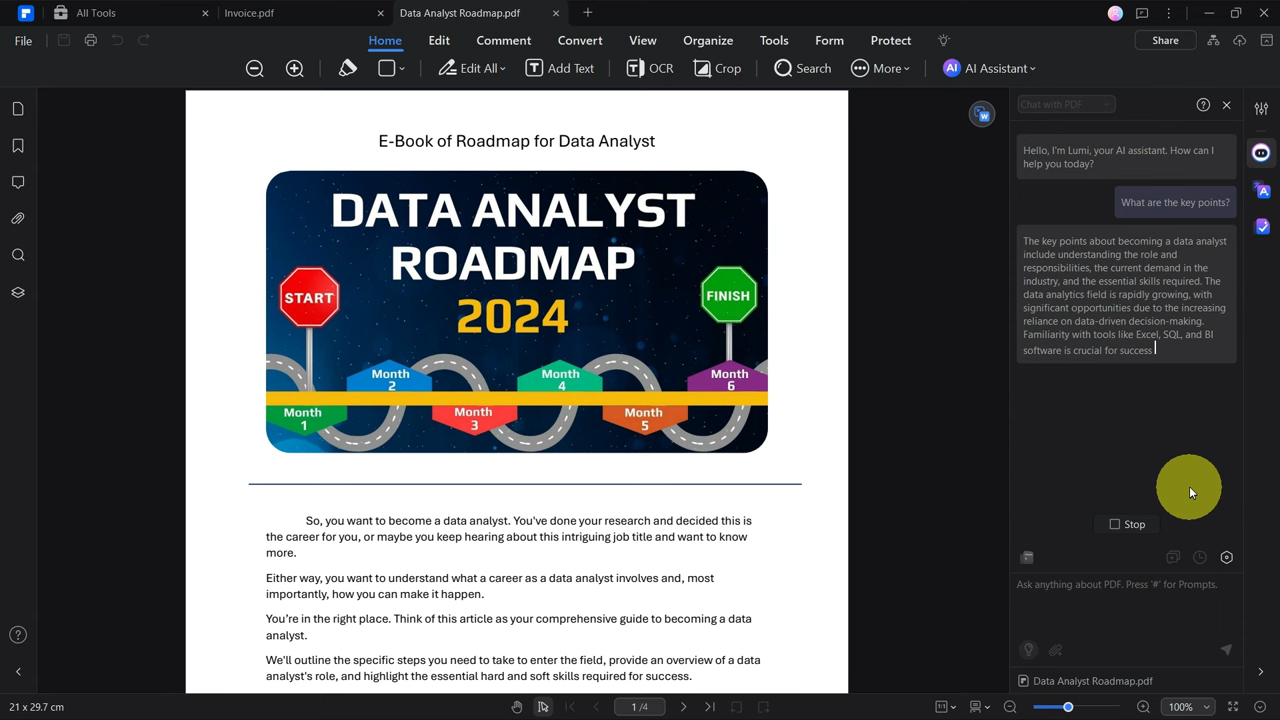 All Tools
Invoice.pdf
Data Analyst Roadmap.pdf
File
Home
Edit
Comment
Convert
View
Organize
Tools
Form
Protect
Share
Edit All
Add Text
OCR
Crop
Search
More
AI
AI Assistant
E-Book of Roadmap for Data Analyst
DATA ANALYST
ROADMAP
2024
START
FINISH
Month
2
Month
4
Month
6
Month
1
Month
3
Month
5
So, you want to become a data analyst. You've done your research and decided this is
the career for you, or maybe you keep hearing about this intriguing job title and want to know
more.
Either way, you want to understand what a career as a data analyst involves and, most
importantly, how you can make it happen.
You're in the right place. Think of this article as your comprehensive guide to becoming a data
analyst.
We'll outline the specific steps you need to take to enter the field, provide an overview of a data
analyst's role, and highlight the essential hard and soft skills required for success.
Chat with PDF
Hello, I'm Lumi, your AI assistant. How can I
help you today?
What are the key points?
The key points about becoming a data analyst
include understanding the role and
responsibilities, the current demand in the
industry, and the essential skills required. The
data analytics field is rapidly growing, with
significant opportunities due to the increasing
reliance on data-driven decision-making.
Familiarity with tools like Excel, SQL, and BI
software is crucial for success
Stop
Ask anything about PDF. Press '#' for Prompts.
Data Analyst Roadmap.pdf
21 x 29.7 cm
1 /4
100%